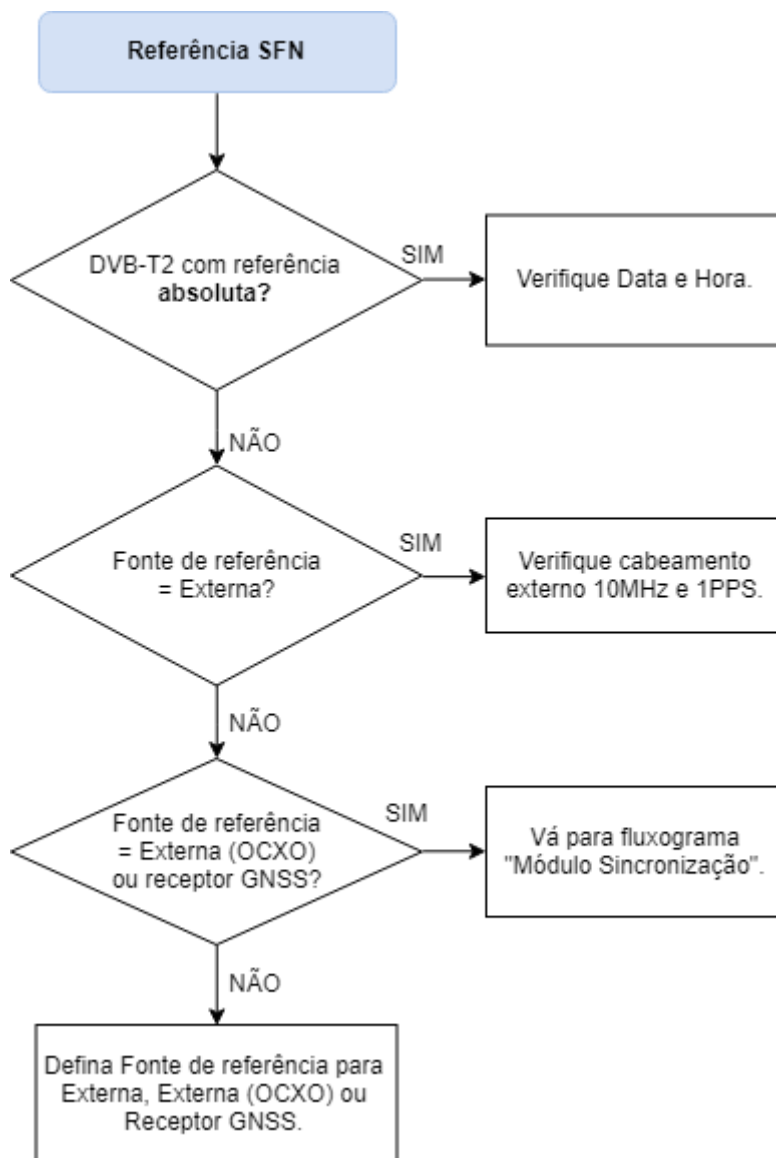 Referência SFN
DVB-T2 com referência
absoluta?
SIM
Verifique Data e Hora.
NÃO
Fonte de referência
= Externa?
SIM
Verifique cabeamento
externo 10MHz e 1PPS.
NÃO
Fonte de referência
= Externa (OCXO)
ou receptor GNSS?
SIM
Vá para fluxograma
"Módulo Sincronização".
NÃO
Defina Fonte de referência para
Externa, Externa (OCXO) ou
Receptor GNSS.